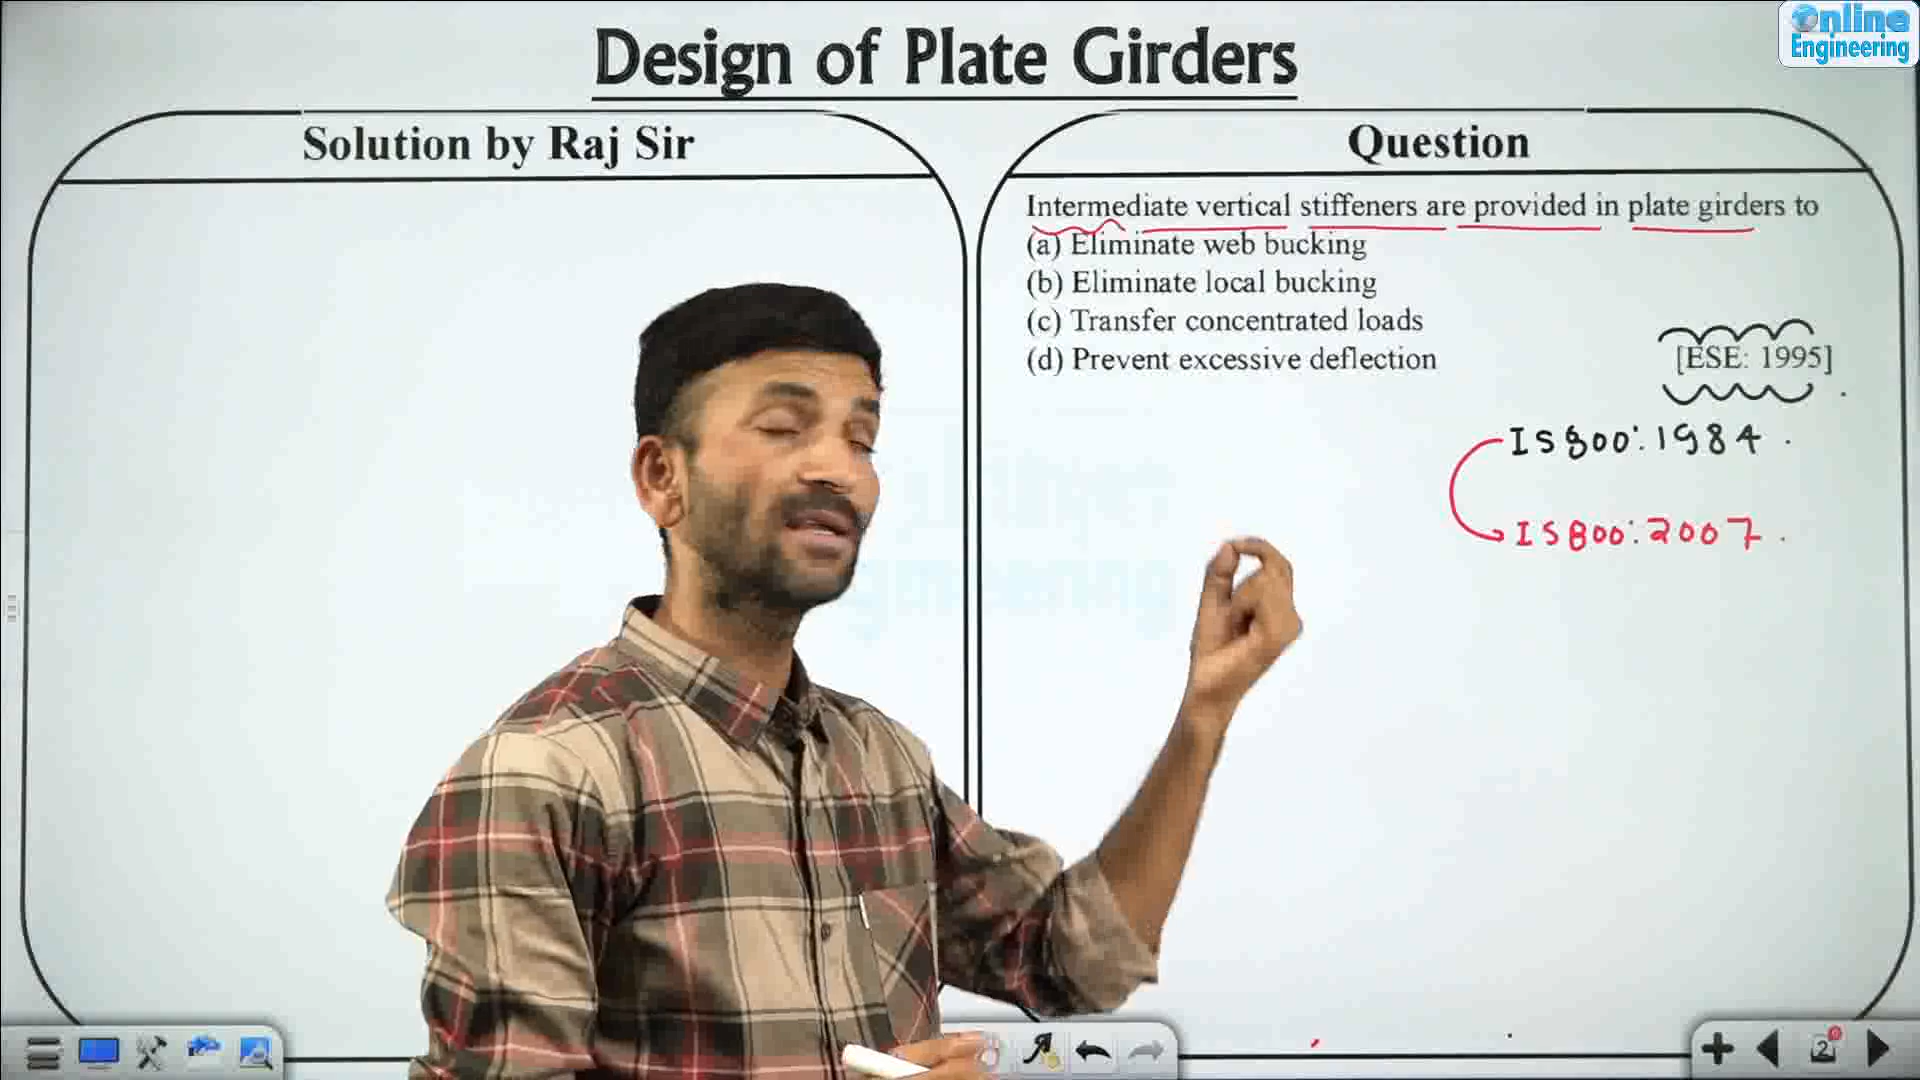 Online
Engineering
Design of Plate Girders
Solution by Raj Sir
Question
Intermediate vertical stiffeners are provided in plate girders to
(a) Eliminate web bucking
(b) Eliminate local bucking
(c) Transfer concentrated loads
(d) Prevent excessive deflection
[ESE: 1995]
IS 800:1984.
IS 800:2007.
2